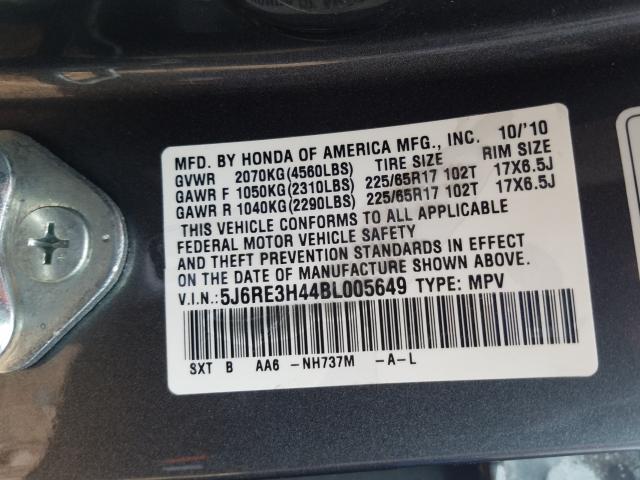 MFD. BY HONDA OF AMERICA MFG., INC. 10/'10
GVWR 2070KG(4560LBS) TIRE SIZE RIM SIZE
GAWR F 1050KG(2310LBS) 225/65R17 102T 17X6.5J
GAWR R 1040KG(2290LBS) 225/65R17 102T 17X6.5J
THIS VEHICLE CONFORMS TO ALL APPLICABLE
FEDERAL MOTOR VEHICLE SAFETY
AND THEFT PREVENTION STANDARDS IN EFFECT
ON THE DATE OF MANUFACTURE SHOWN ABOVE.
V.I.N.:5J6RE3H44BL005649 TYPE: MPV
SXT B AA6 -NH737M -A-L